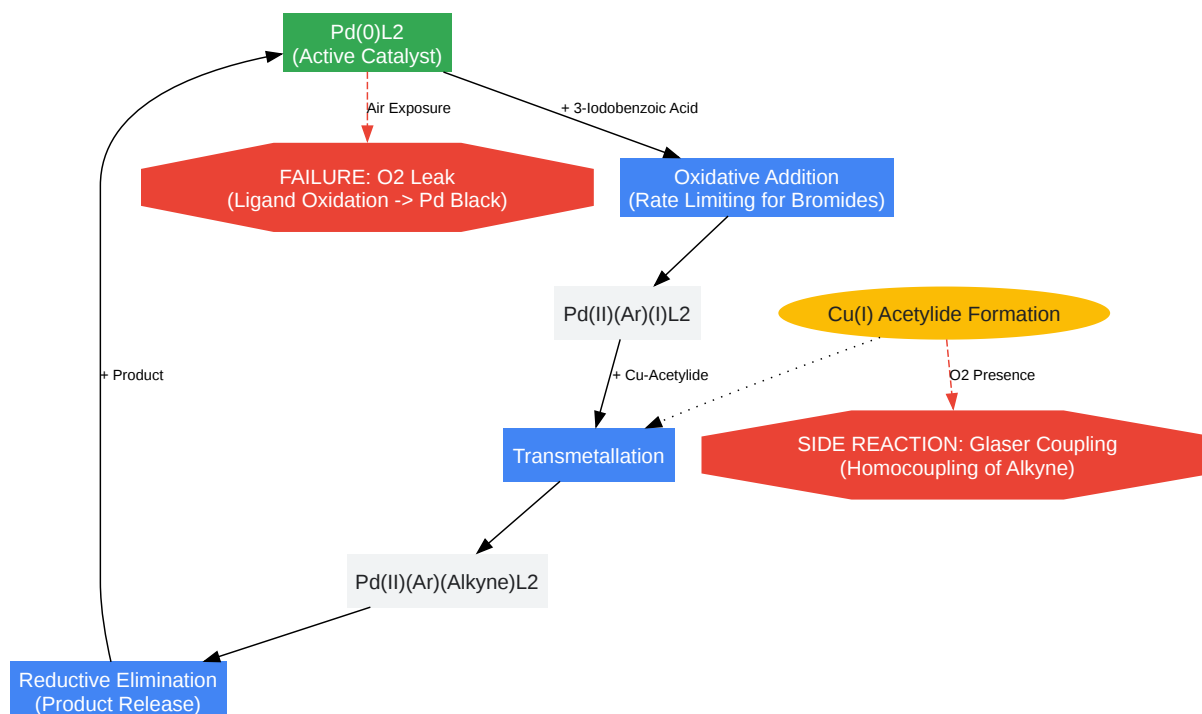 Pd(0)L2
(Active Catalyst)
Air Exposure
+ 3-Iodobenzoic Acid
FAILURE: O2 Leak
(Ligand Oxidation -> Pd Black)
Oxidative Addition
(Rate Limiting for Bromides)
Pd(II)(Ar)(I)L2
Cu(I) Acetylide Formation
+ Product
+ Cu-Acetylide
O2 Presence
Transmetallation
SIDE REACTION: Glaser Coupling
(Homocoupling of Alkyne)
Pd(II)(Ar)(Alkyne)L2
Reductive Elimination
(Product Release)